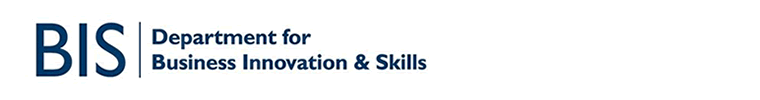 BIS
Department for
Business Innovation & Skills